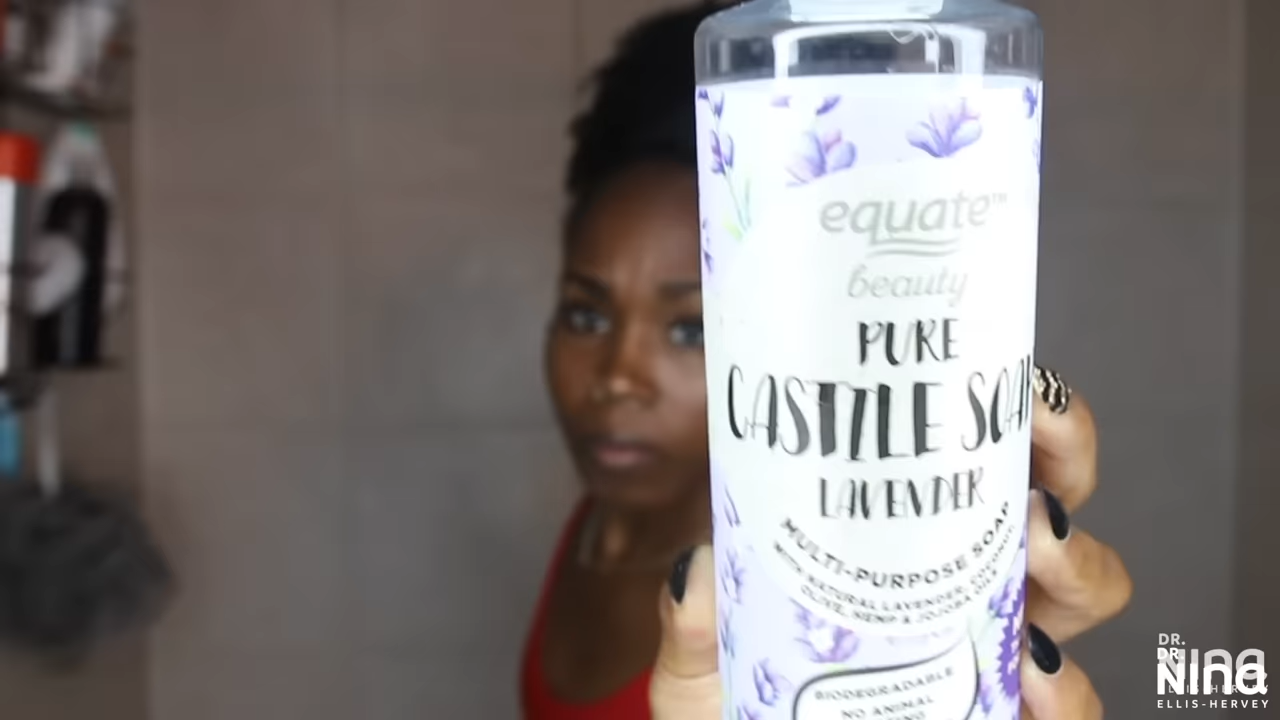 equate™
beauty
PURE
CASTILE SOAP
LAVENDER
MULTI-PURPOSE SOAP
WITH NATURAL LAVENDER, COCONUT,
OLIVE, HEMP & JOJOBA OILS
BIODEGRADABLE
NO ANIMAL
DR.
Nina
ELLIS-HERVEY